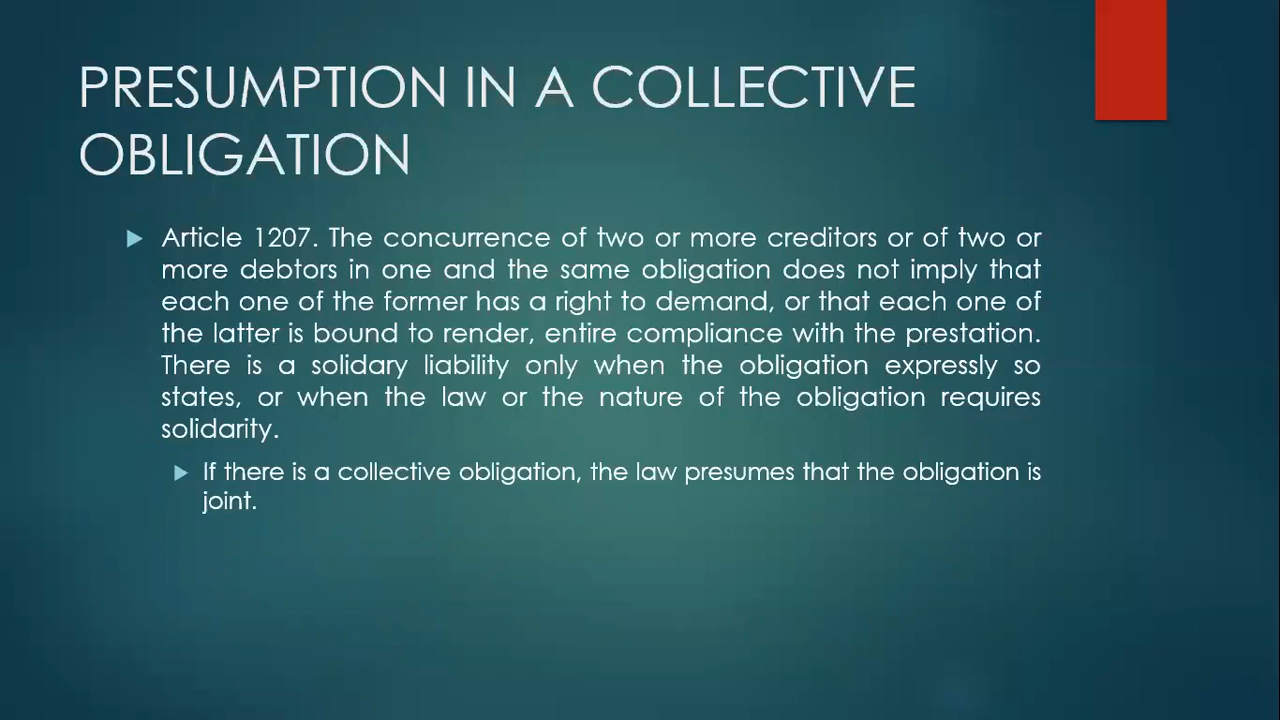 PRESUMPTION IN A COLLECTIVE
OBLIGATION
Article 1207. The concurrence of two or more creditors or of two or
more debtors in one and the same obligation does not imply that
each one of the former has a right to demand, or that each one of
the latter is bound to render, entire compliance with the prestation.
There is a solidary liability only when the obligation expressly so
states, or when the law or the nature of the obligation requires
solidarity.
If there is a collective obligation, the law presumes that the obligation is
joint.